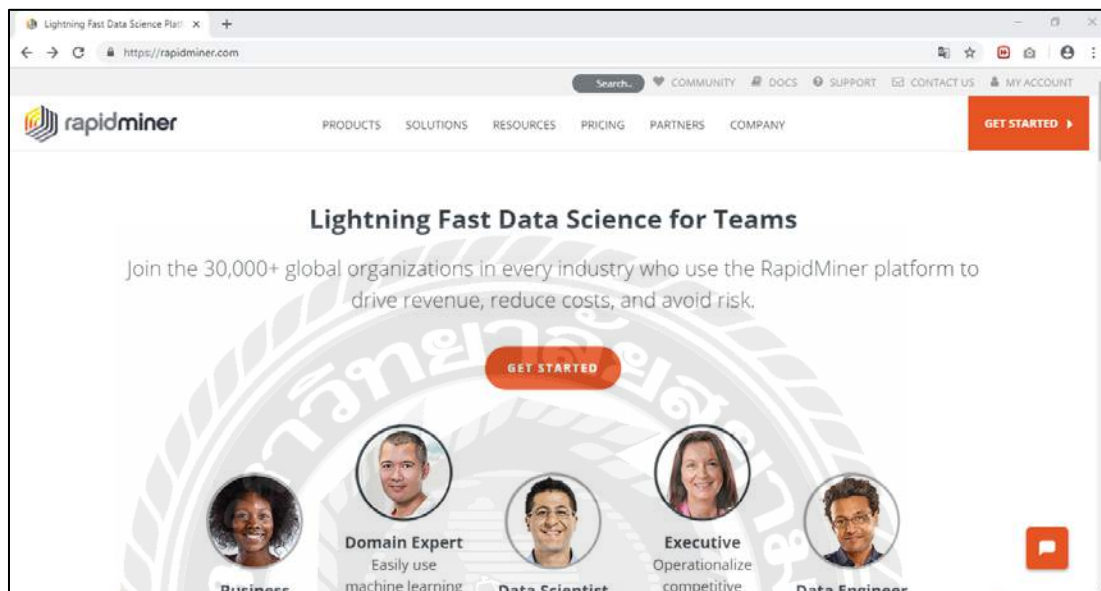 Lightning Fast Data Science Plat
https://rapidminer.com
Search.. COMMUNITY DOCS SUPPORT CONTACT US MY ACCOUNT
rapidminer PRODUCTS SOLUTIONS RESOURCES PRICING PARTNERS COMPANY GET STARTED
Lightning Fast Data Science for Teams
Join the 30,000+ global organizations in every industry who use the RapidMiner platform to
drive revenue, reduce costs, and avoid risk.
GET STARTED
Domain Expert Executive
Easily use Operationalize
machine learning competitive
Business Data Scientist Data Engineer